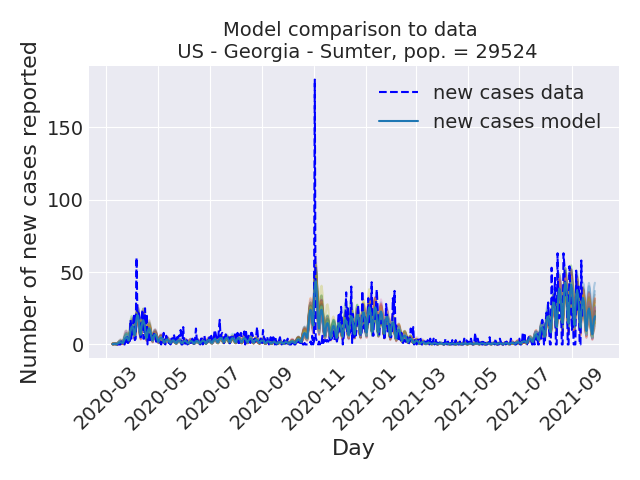 Model comparison to data
US - Georgia - Sumter, pop. = 29524
new cases data
new cases model
Number of new cases reported
150
100
50
0
2020-03
2020-05
2020-07
2020-09
2020-11
2021-01
2021-03
2021-05
2021-07
2021-09
Day